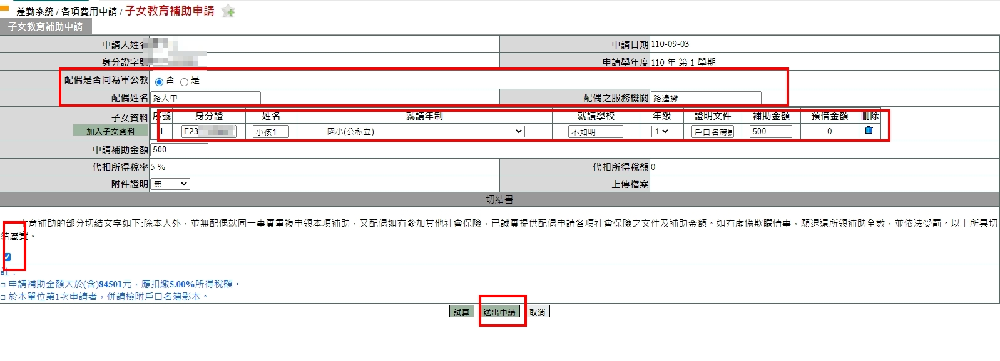 差勤系統 / 各項費用申請 / 子女教育補助申請
子女教育補助申請
申請人姓名 申請日期 110-09-03
身分證字號 申請學年度 110 年 第 1 學期
配偶是否同為軍公教 否 是
配偶姓名 路人甲 配偶之服務機關 路邊攤
子女資料 序號 身分證 姓名 就讀年制 就讀學校 年級 證明文件 補助金額 預借金額 刪除
加入子女資料 1 F23 小孩1 國小(公私立) 不知明 1 戶口名簿影 500 0
申請補助金額 500
代扣所得稅率 5 % 代扣所得稅額 0
附件證明 無 上傳檔案
切結書
生育補助的部分切結文字如下:除本人外，並無配偶就同一事實重複申領本項補助，又配偶如有參加其他社會保險，已誠實提供配偶申請各項社會保險之文件及補助金額。如有虛偽欺矇情事，願退還所領補助全數，並依法受罰。以上所具切
結屬實。
註：
□ 申請補助金額大於(含)84501元，應扣繳5.00%所得稅額。
□ 於本單位第1次申請者，併請檢附戶口名簿影本。
試算 送出申請 取消